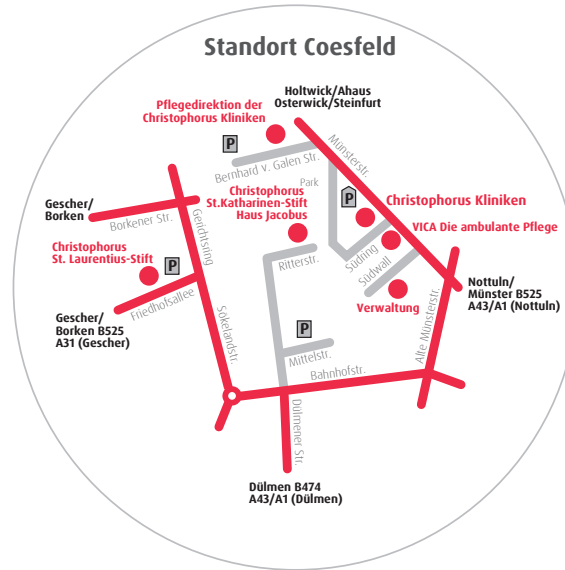 Standort Coesfeld
Holtwick/Ahaus
Osterwick/Steinfurt
Pflegedirektion der
Christophorus Kliniken
P
Bernhard v. Galen Str.
Münsterstr.
Park
Christophorus
St.Katharinen-Stift
Haus Jacobus
P
Christophorus Kliniken
VICA Die ambulante Pflege
Gescher/
Borken
Borkener Str.
Gerichtsring
Christophorus
St. Laurentius-Stift
P
Ritterstr.
Südring
Südwall
Nottuln/
Münster B525
A43/A1 (Nottuln)
Verwaltung
Gescher/
Borken B525
A31 (Gescher)
Friedhofsallee
Sökelandstr.
P
Mittelstr.
Alte Münsterstr.
Bahnhofstr.
Dülmener Str.
Dülmen B474
A43/A1 (Dülmen)